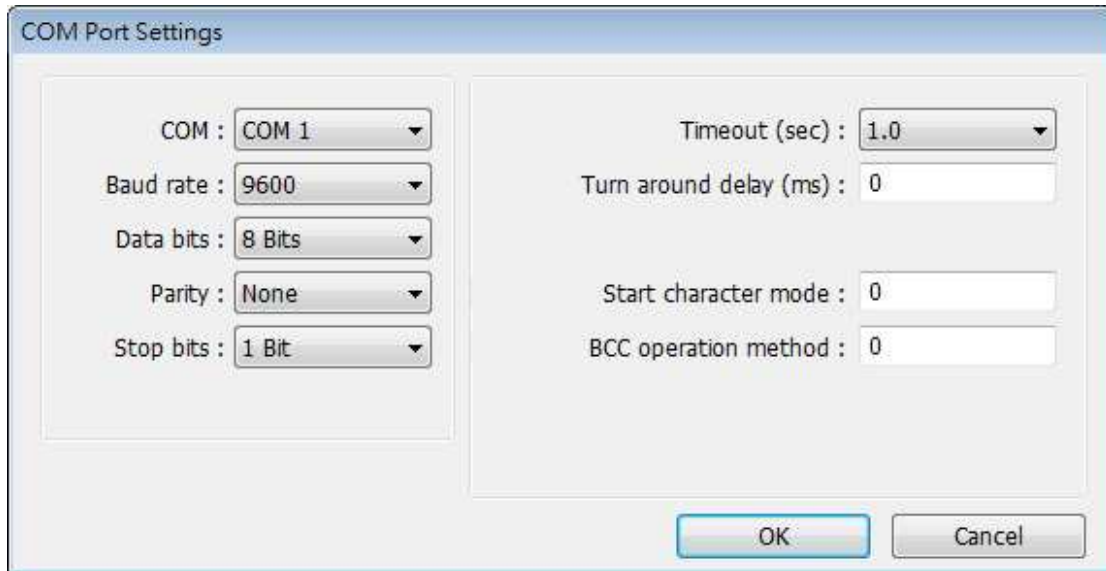 COM Port Settings
COM : COM 1
Baud rate : 9600
Data bits : 8 Bits
Parity : None
Stop bits : 1 Bit
Timeout (sec) : 1.0
Turn around delay (ms) : 0
Start character mode : 0
BCC operation method : 0
OK
Cancel